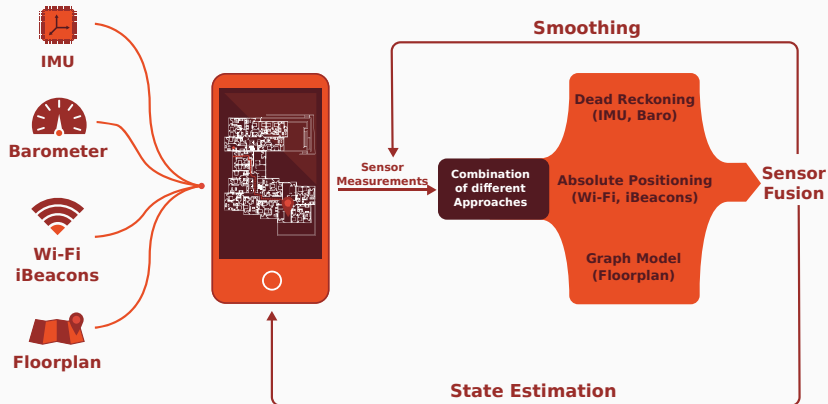 IMU
Barometer
Wi-Fi
iBeacons
Floorplan
Sensor
Measurements
Smoothing
Combination
of different
Approaches
Dead Reckoning
(IMU, Baro)
Absolute Positioning
(Wi-Fi, iBeacons)
Graph Model
(Floorplan)
Sensor
Fusion
State Estimation